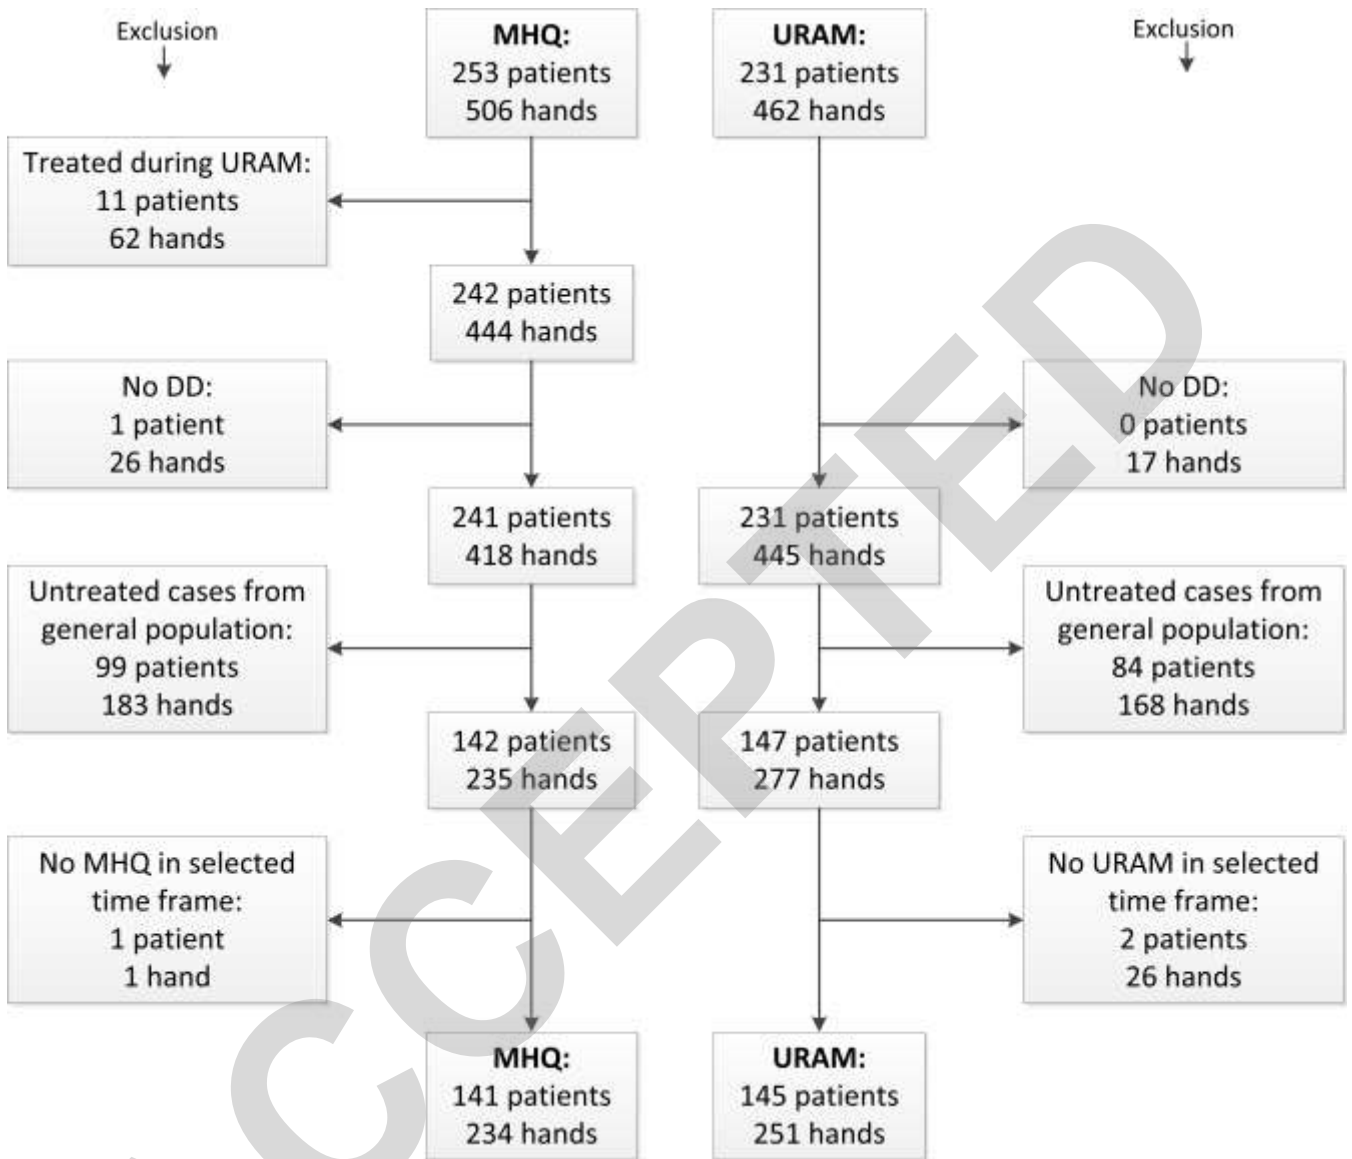 Exclusion
MHQ:
253 patients
506 hands
URAM:
231 patients
462 hands
Exclusion
Treated during URAM:
11 patients
62 hands
242 patients
444 hands
No DD:
1 patient
26 hands
No DD:
0 patients
17 hands
241 patients
418 hands
231 patients
445 hands
Untreated cases from
general population:
99 patients
183 hands
Untreated cases from
general population:
84 patients
168 hands
142 patients
235 hands
147 patients
277 hands
No MHQ in selected
time frame:
1 patient
1 hand
No URAM in selected
time frame:
2 patients
26 hands
MHQ:
141 patients
234 hands
URAM:
145 patients
251 hands
CCEPTED